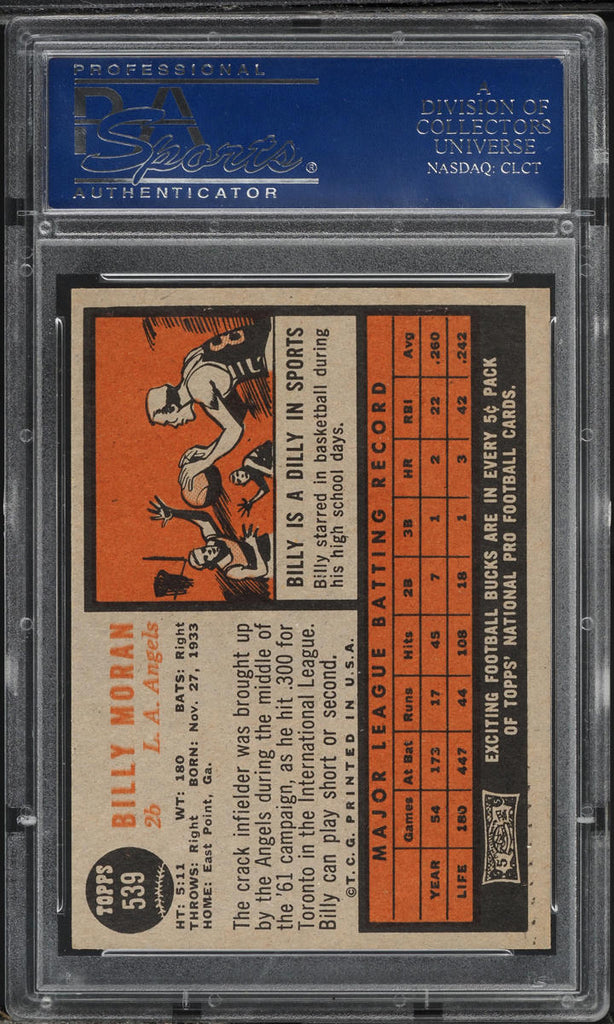 PROFESSIONAL
PSA
Sports®
AUTHENTICATOR
A
DIVISION OF
COLLECTORS
UNIVERSE
NASDAQ: CLCT
TOPPS
539
BILLY MORAN
2b L. A. Angels
HT: 5:11 WT: 180 BATS: Right
THROWS: Right BORN: Nov. 27, 1933
HOME: East Point, Ga.
The crack infielder was brought up
by the Angels during the middle of
the '61 campaign, as he hit .300 for
Toronto in the International League.
Billy can play short or second.
©T. C. G. PRINTED IN U.S.A.
8
BILLY IS A DILLY IN SPORTS
Billy starred in basketball during
his high school days.
MAJOR LEAGUE BATTING RECORD
Games At Bat Runs Hits 2B 3B HR RBI Avg
YEAR 54 173 17 45 7 1 2 22 .260
LIFE 180 447 44 108 18 1 3 42 .242
EXCITING FOOTBALL BUCKS ARE IN EVERY 5¢ PACK
OF TOPPS' NATIONAL PRO FOOTBALL CARDS.